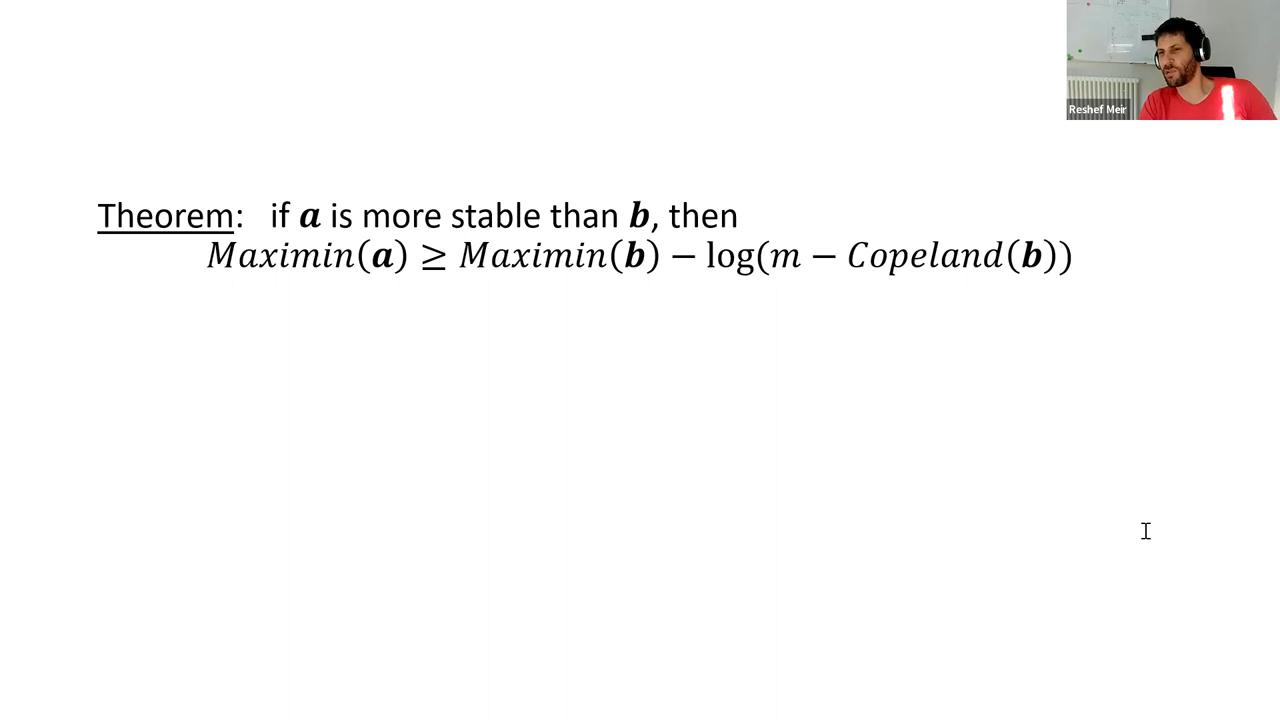 Reshef Meir
Theorem: if a is more stable than b, then
Maximin(a) ≥ Maximin(b) − log(m − Copeland(b))